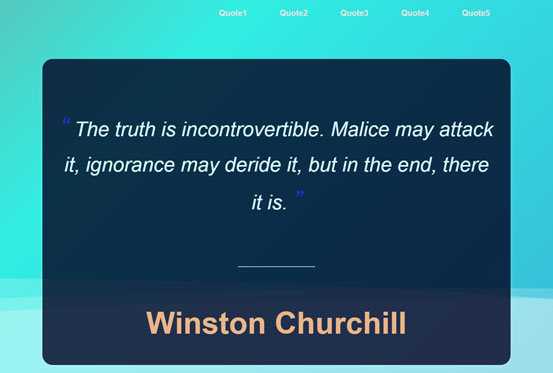 Quote1 Quote2 Quote3 Quote4 Quote5
“ The truth is incontrovertible. Malice may attack
it, ignorance may deride it, but in the end, there
it is. ”
Winston Churchill